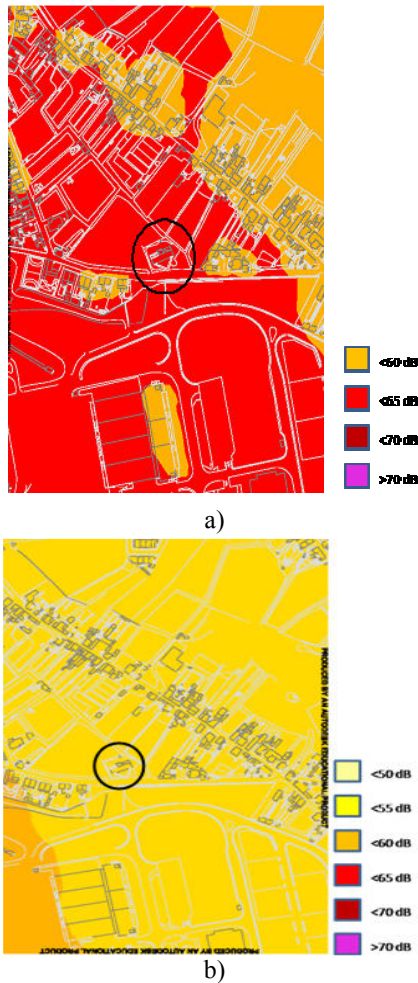 <60 dB
<65 dB
<70 dB
>70 dB
a)
PRODUCED BY AN AUTODESK EDUCATIONAL PRODUCT
<50 dB
<55 dB
<60 dB
<65 dB
<70 dB
>70 dB
PRODUCED BY AN AUTODESK EDUCATIONAL PRODUCT
b)